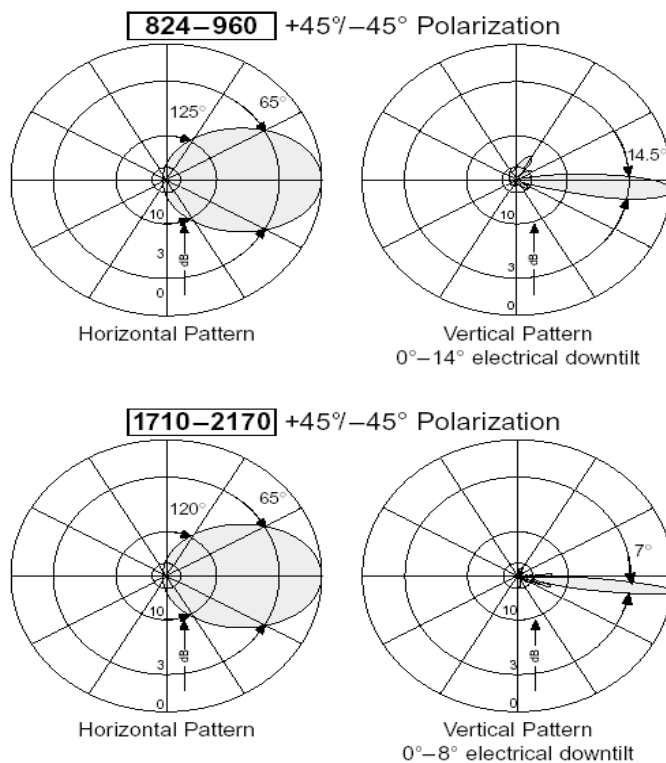 824–960 +45°/–45° Polarization
125°
65°
10
3
0
dB
Horizontal Pattern
14.5°
10
3
0
dB
Vertical Pattern
0°–14° electrical downtilt
1710–2170 +45°/–45° Polarization
120°
65°
10
3
0
dB
Horizontal Pattern
7°
10
3
0
dB
Vertical Pattern
0°–8° electrical downtilt